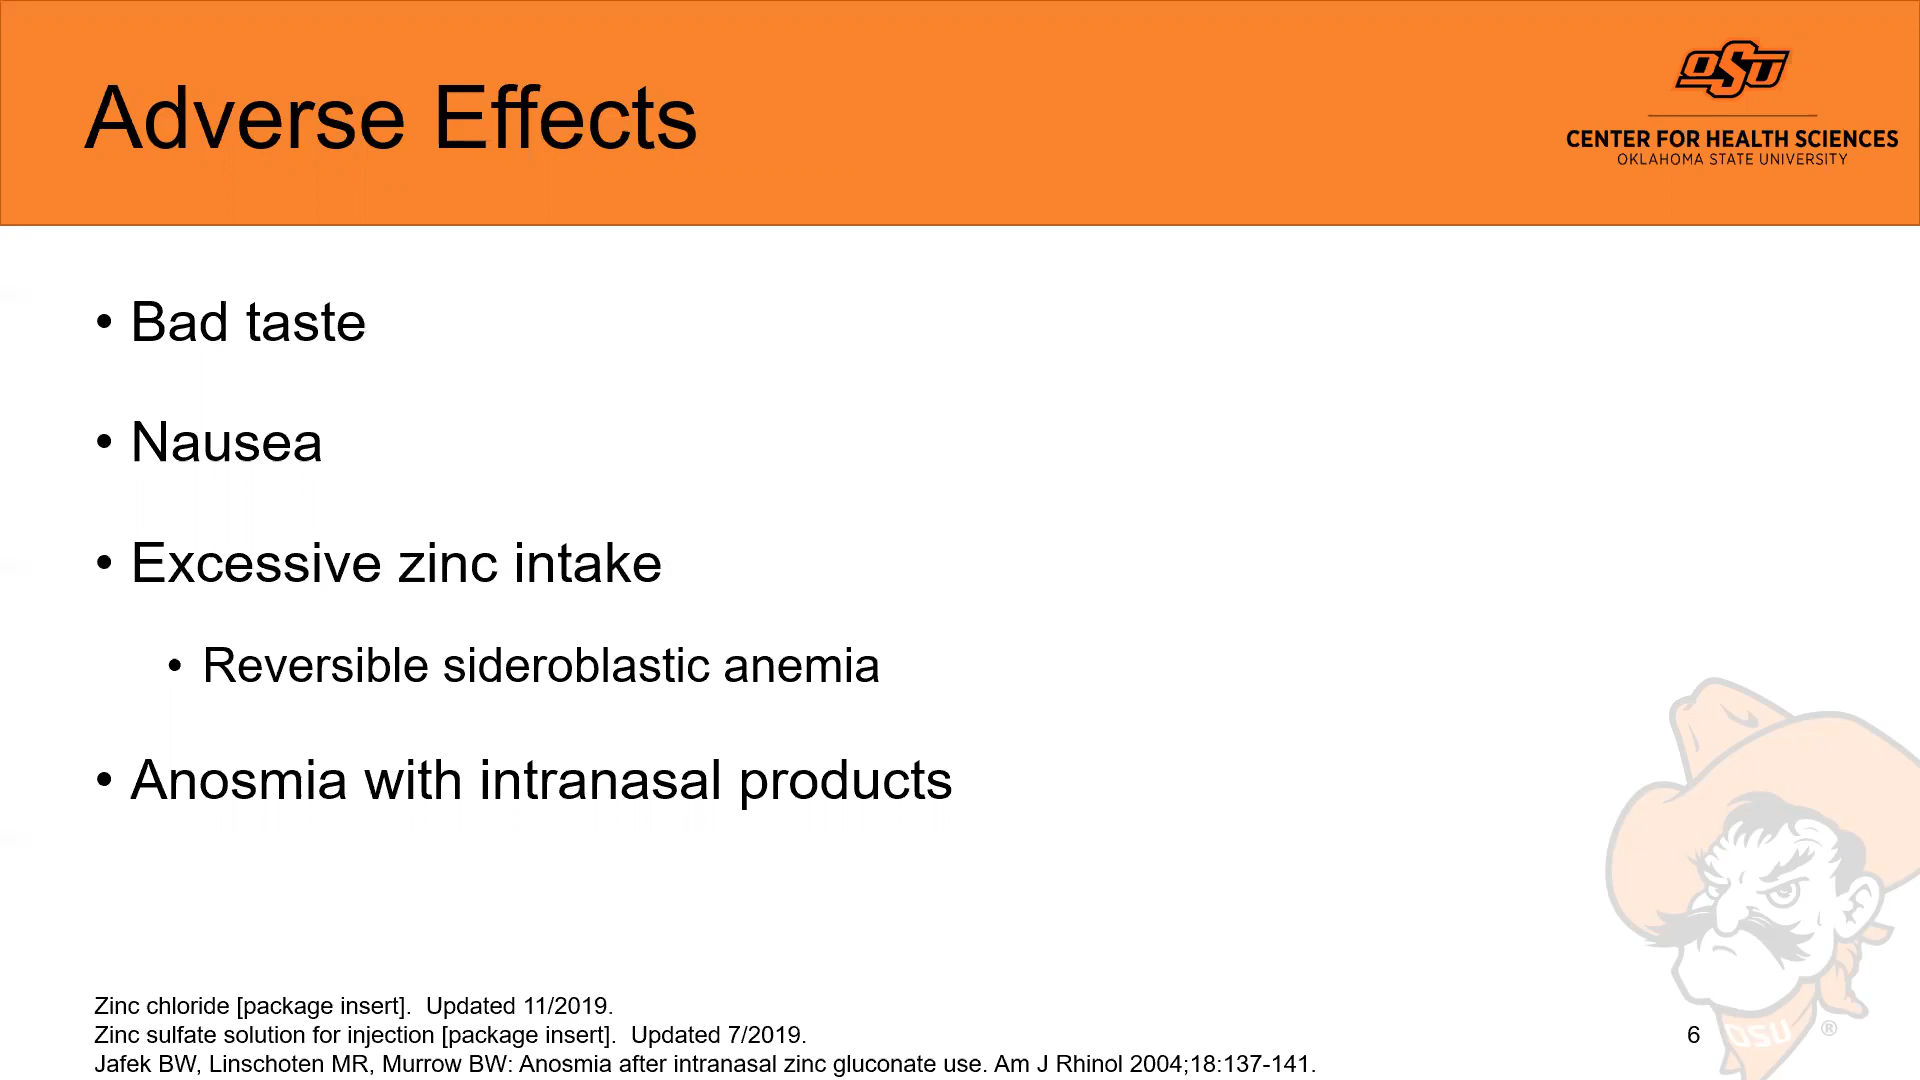 Adverse Effects
OSU
CENTER FOR HEALTH SCIENCES
OKLAHOMA STATE UNIVERSITY
• Bad taste
• Nausea
• Excessive zinc intake
• Reversible sideroblastic anemia
• Anosmia with intranasal products
Zinc chloride [package insert].  Updated 11/2019.
Zinc sulfate solution for injection [package insert].  Updated 7/2019.
Jafek BW, Linschoten MR, Murrow BW: Anosmia after intranasal zinc gluconate use. Am J Rhinol 2004;18:137-141.
6
OSU ®